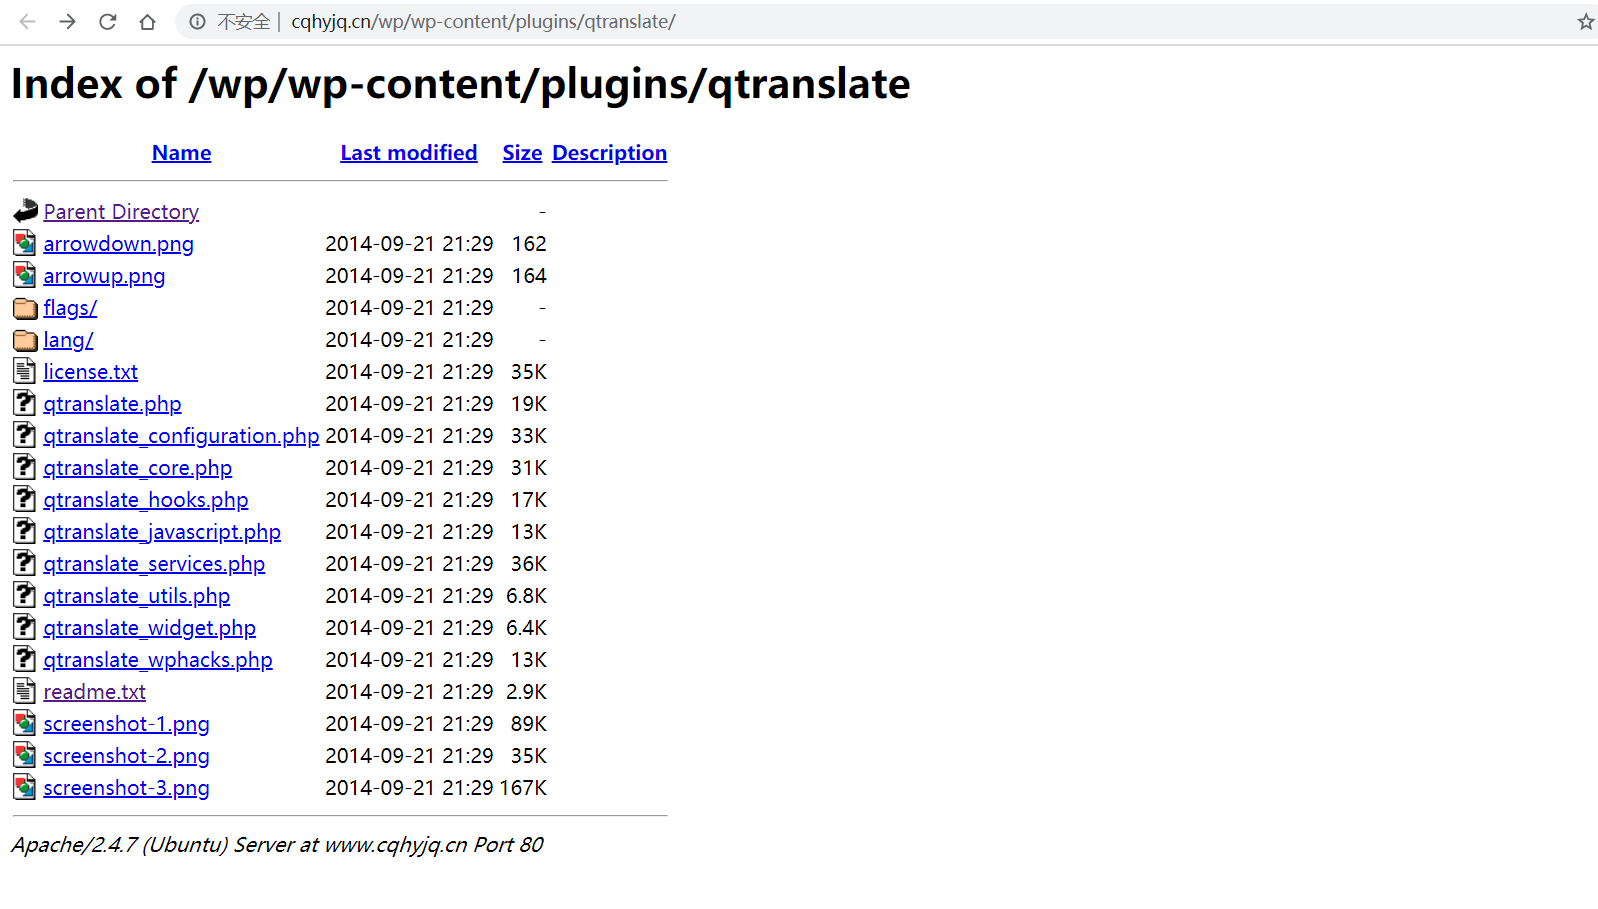 不安全 | cqhyjq.cn/wp/wp-content/plugins/qtranslate/
Index of /wp/wp-content/plugins/qtranslate
Name Last modified Size Description
Parent Directory -
arrowdown.png 2014-09-21 21:29 162
arrowup.png 2014-09-21 21:29 164
flags/ 2014-09-21 21:29 -
lang/ 2014-09-21 21:29 -
license.txt 2014-09-21 21:29 35K
qtranslate.php 2014-09-21 21:29 19K
qtranslate_configuration.php 2014-09-21 21:29 33K
qtranslate_core.php 2014-09-21 21:29 31K
qtranslate_hooks.php 2014-09-21 21:29 17K
qtranslate_javascript.php 2014-09-21 21:29 13K
qtranslate_services.php 2014-09-21 21:29 36K
qtranslate_utils.php 2014-09-21 21:29 6.8K
qtranslate_widget.php 2014-09-21 21:29 6.4K
qtranslate_wphacks.php 2014-09-21 21:29 13K
readme.txt 2014-09-21 21:29 2.9K
screenshot-1.png 2014-09-21 21:29 89K
screenshot-2.png 2014-09-21 21:29 35K
screenshot-3.png 2014-09-21 21:29 167K
Apache/2.4.7 (Ubuntu) Server at www.cqhyjq.cn Port 80